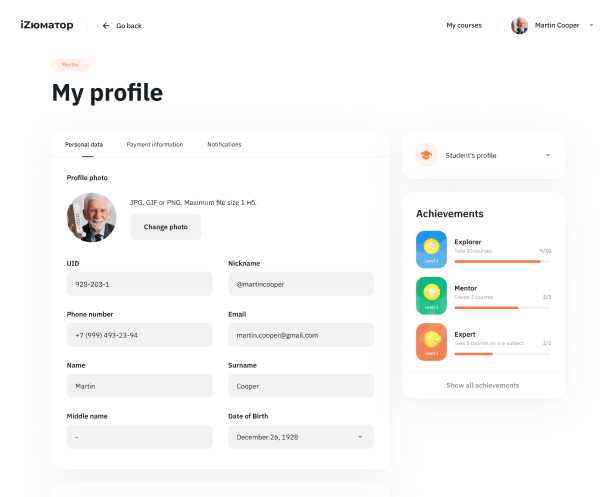 iZюматор
Go back
My courses
Martin Cooper
Mentor
My profile
Personal data
Payment information
Notifications
Profile photo
JPG, GIF or PNG. Maximum file size 1 мб.
Change photo
UID
Nickname
928-203-1
@martincooper
Phone number
Email
+7 (999) 493-23-94
martin.cooper@gmail.com
Name
Surname
Martin
Cooper
Middle name
Date of Birth
-
December 26, 1928
Student's profile
Achievements
Explorer
Take 10 courses
9/10
Level 3
Mentor
Create 3 courses
2/3
Level 2
Expert
Take 9 courses on one subject
2/5
Level 1
Show all achievements